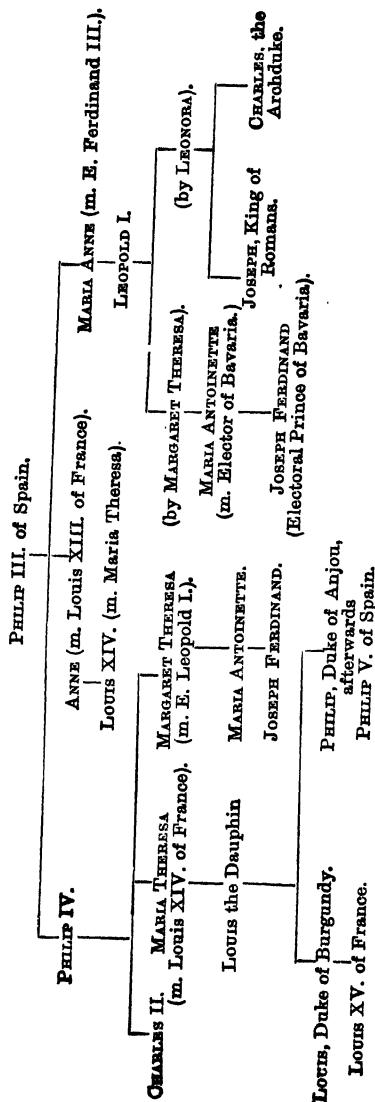 PHILIP III. of Spain.
PHILIP IV.
ANNE (m. Louis XIII. of France).
MARIA ANNE (m. E. Ferdinand III.).
LOUIS XIV. (m. Maria Theresa).
LEOPOLD I.
CHARLES II.
MARIA THERESA
(m. Louis XIV. of France).
MARGARET THERESA
(m. E. Leopold I.).
(by MARGARET THERESA).
(by LEONORA).
LOUIS the Dauphin
MARIA ANTOINETTE.
MARIA ANTOINETTE
(m. Elector of Bavaria.)
JOSEPH FERDINAND.
JOSEPH, King of
Romans.
CHARLES, the
Archduke.
JOSEPH FERDINAND
(Electoral Prince of Bavaria).
LOUIS, Duke of Burgundy.
LOUIS XV. of France.
PHILIP, Duke of Anjou,
afterwards
PHILIP V. of Spain.